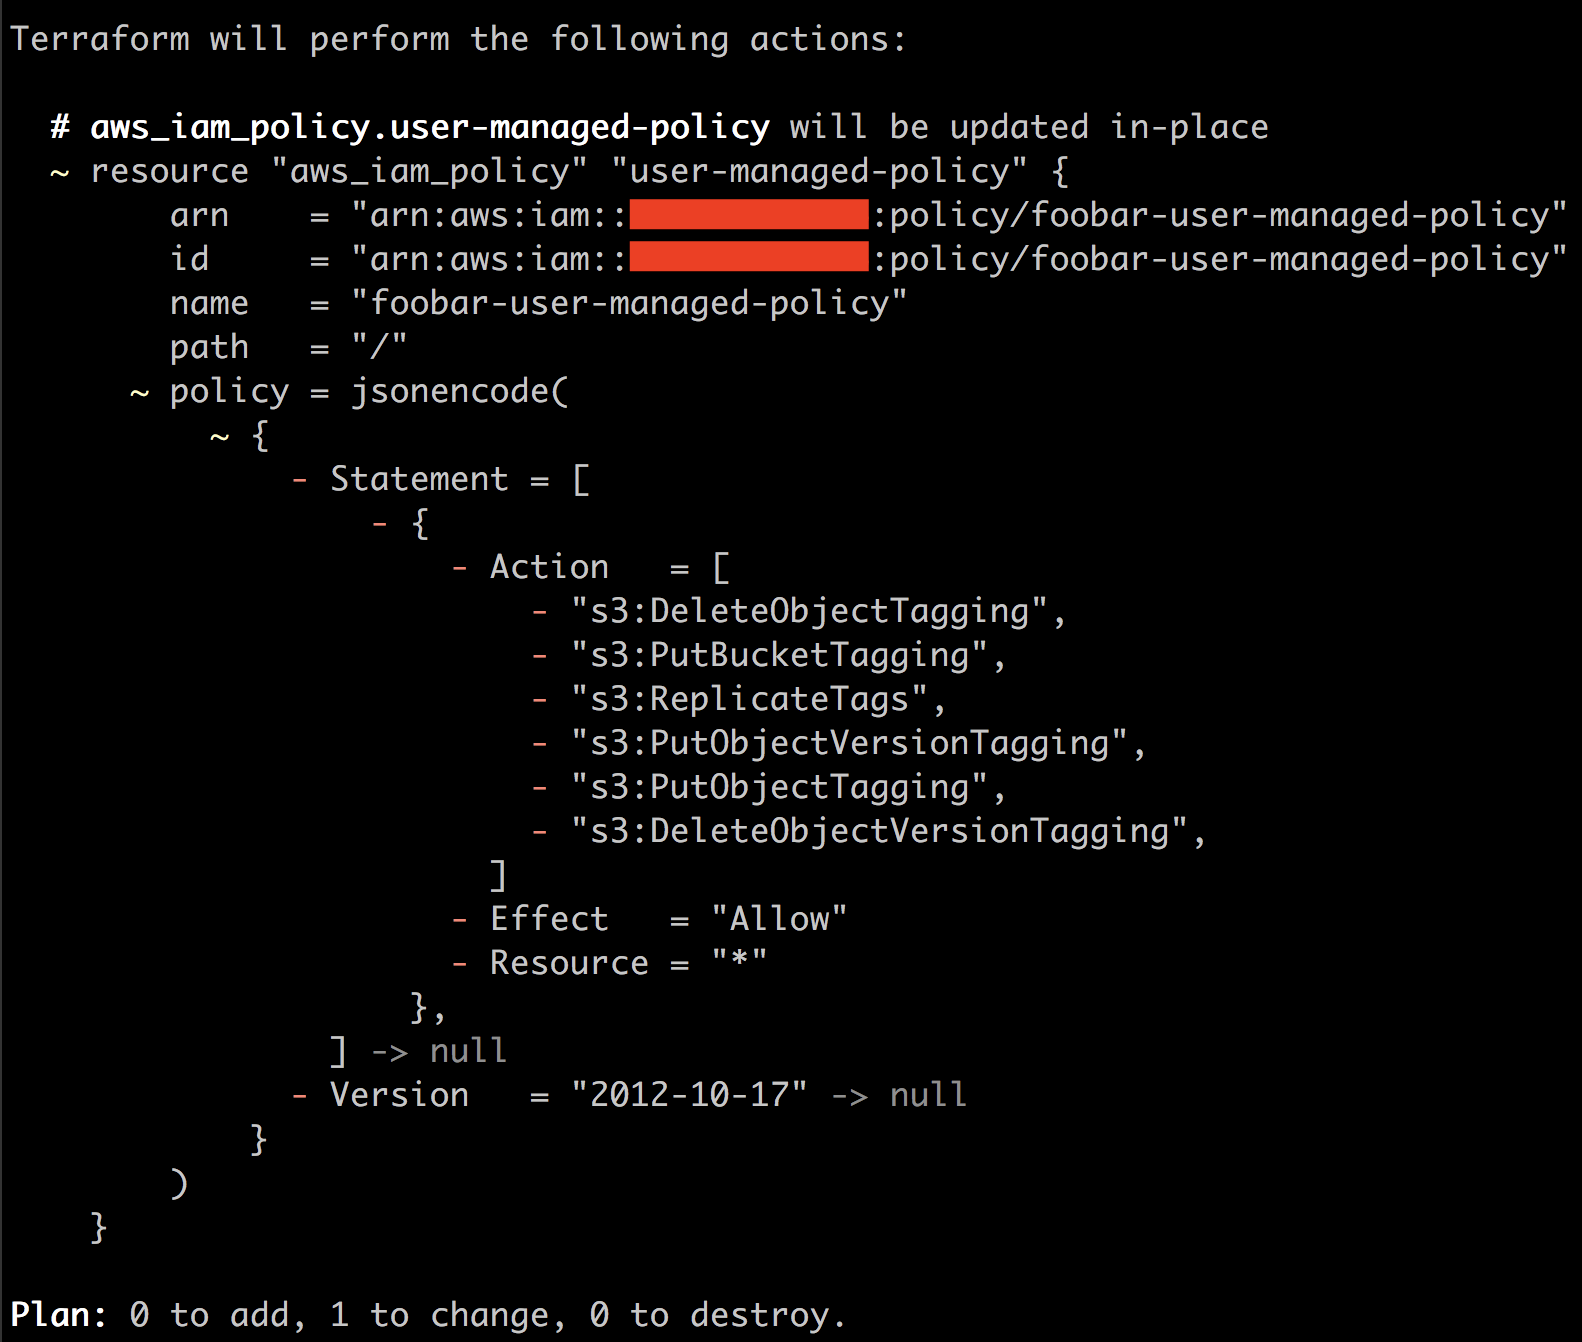 Terraform will perform the following actions:
# aws_iam_policy.user-managed-policy will be updated in-place
~ resource "aws_iam_policy" "user-managed-policy" {
arn    = "arn:aws:iam:::policy/foobar-user-managed-policy"
id     = "arn:aws:iam:::policy/foobar-user-managed-policy"
name   = "foobar-user-managed-policy"
path   = "/"
~ policy = jsonencode(
~ {
- Statement = [
- {
- Action   = [
- "s3:DeleteObjectTagging",
- "s3:PutBucketTagging",
- "s3:ReplicateTags",
- "s3:PutObjectVersionTagging",
- "s3:PutObjectTagging",
- "s3:DeleteObjectVersionTagging",
]
- Effect   = "Allow"
- Resource = "*"
},
] -> null
- Version   = "2012-10-17" -> null
}
)
}
Plan: 0 to add, 1 to change, 0 to destroy.